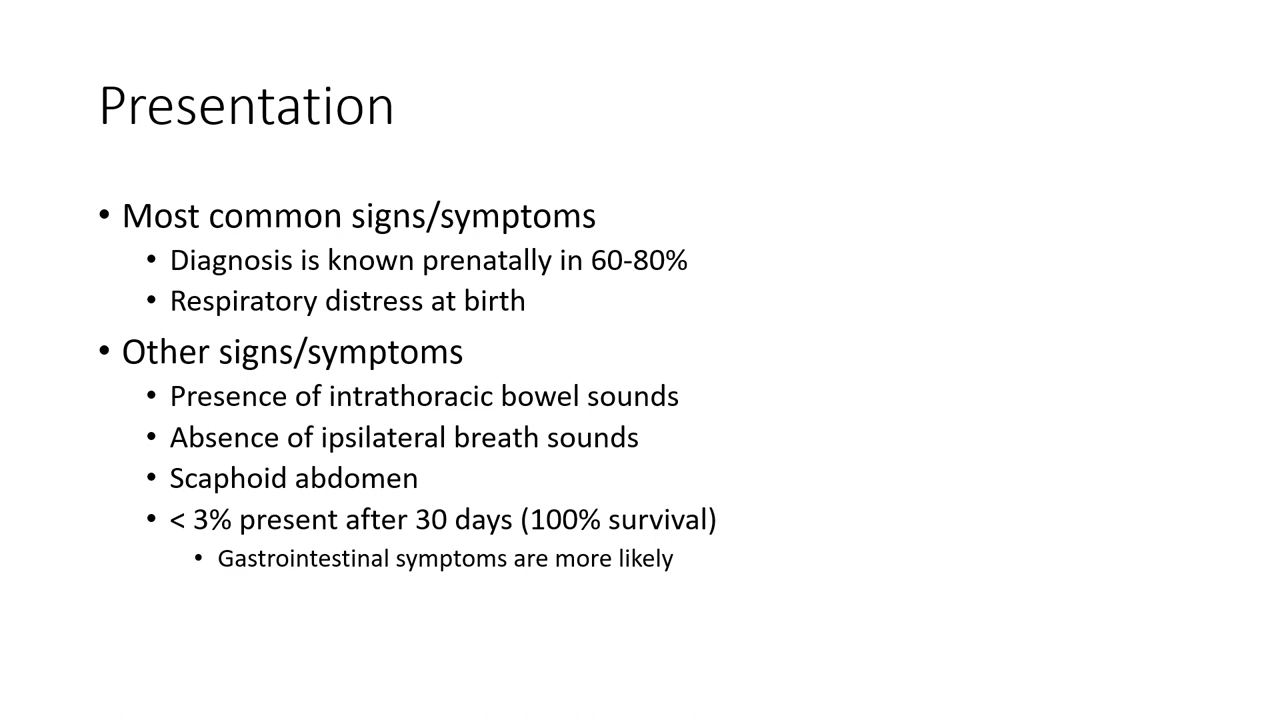 Presentation
• Most common signs/symptoms
• Diagnosis is known prenatally in 60-80%
• Respiratory distress at birth
• Other signs/symptoms
• Presence of intrathoracic bowel sounds
• Absence of ipsilateral breath sounds
• Scaphoid abdomen
• < 3% present after 30 days (100% survival)
• Gastrointestinal symptoms are more likely